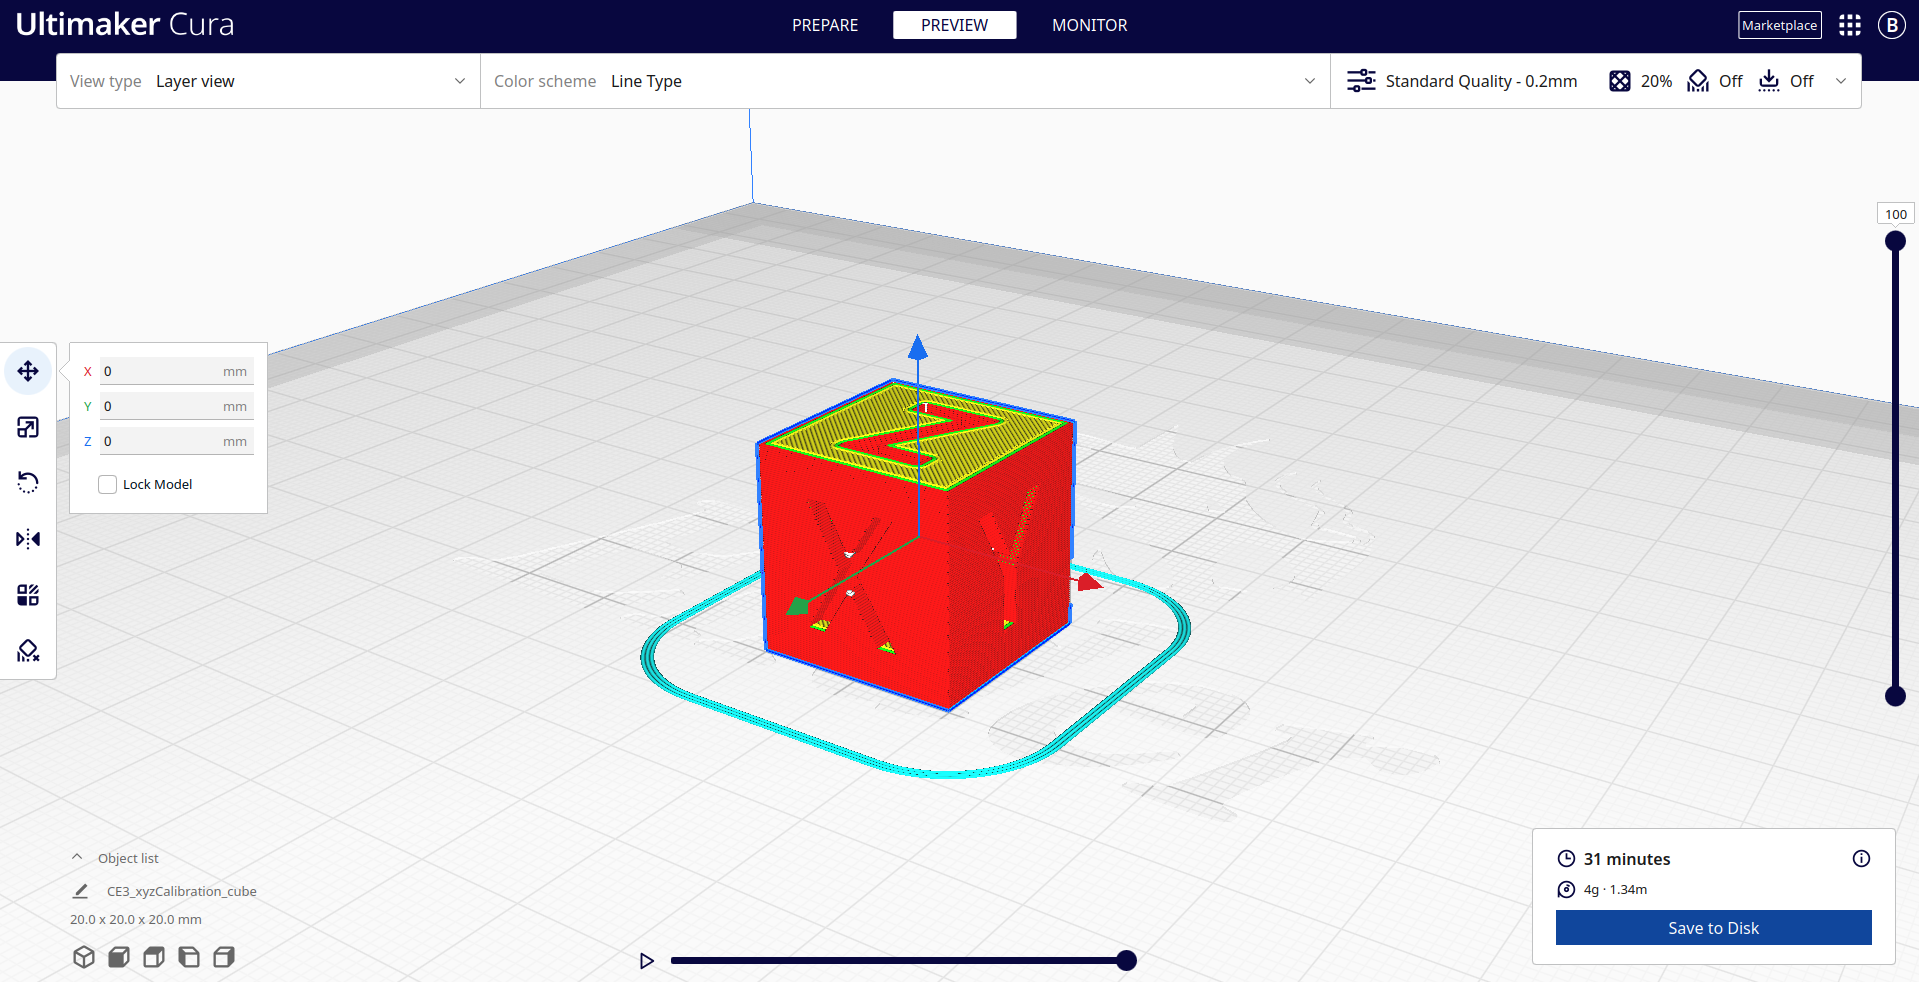 Ultimaker Cura
PREPARE
PREVIEW
MONITOR
Marketplace
B
View type Layer view
Color scheme Line Type
Standard Quality - 0.2mm
20%
Off
Off
100
X 0 mm
Y 0 mm
Z 0 mm
Lock Model
Z
X
Y
Object list
CE3_xyzCalibration_cube
20.0 x 20.0 x 20.0 mm
31 minutes
4g · 1.34m
Save to Disk